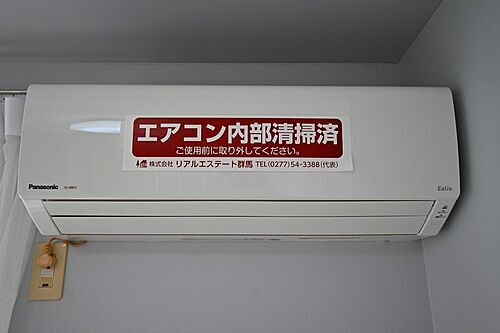 エアコン内部清掃済
ご使用前に取り外してください。
株式会社 リアルエステート群馬 TEL (0277)54-3388(代表)
Panasonic
Eolia